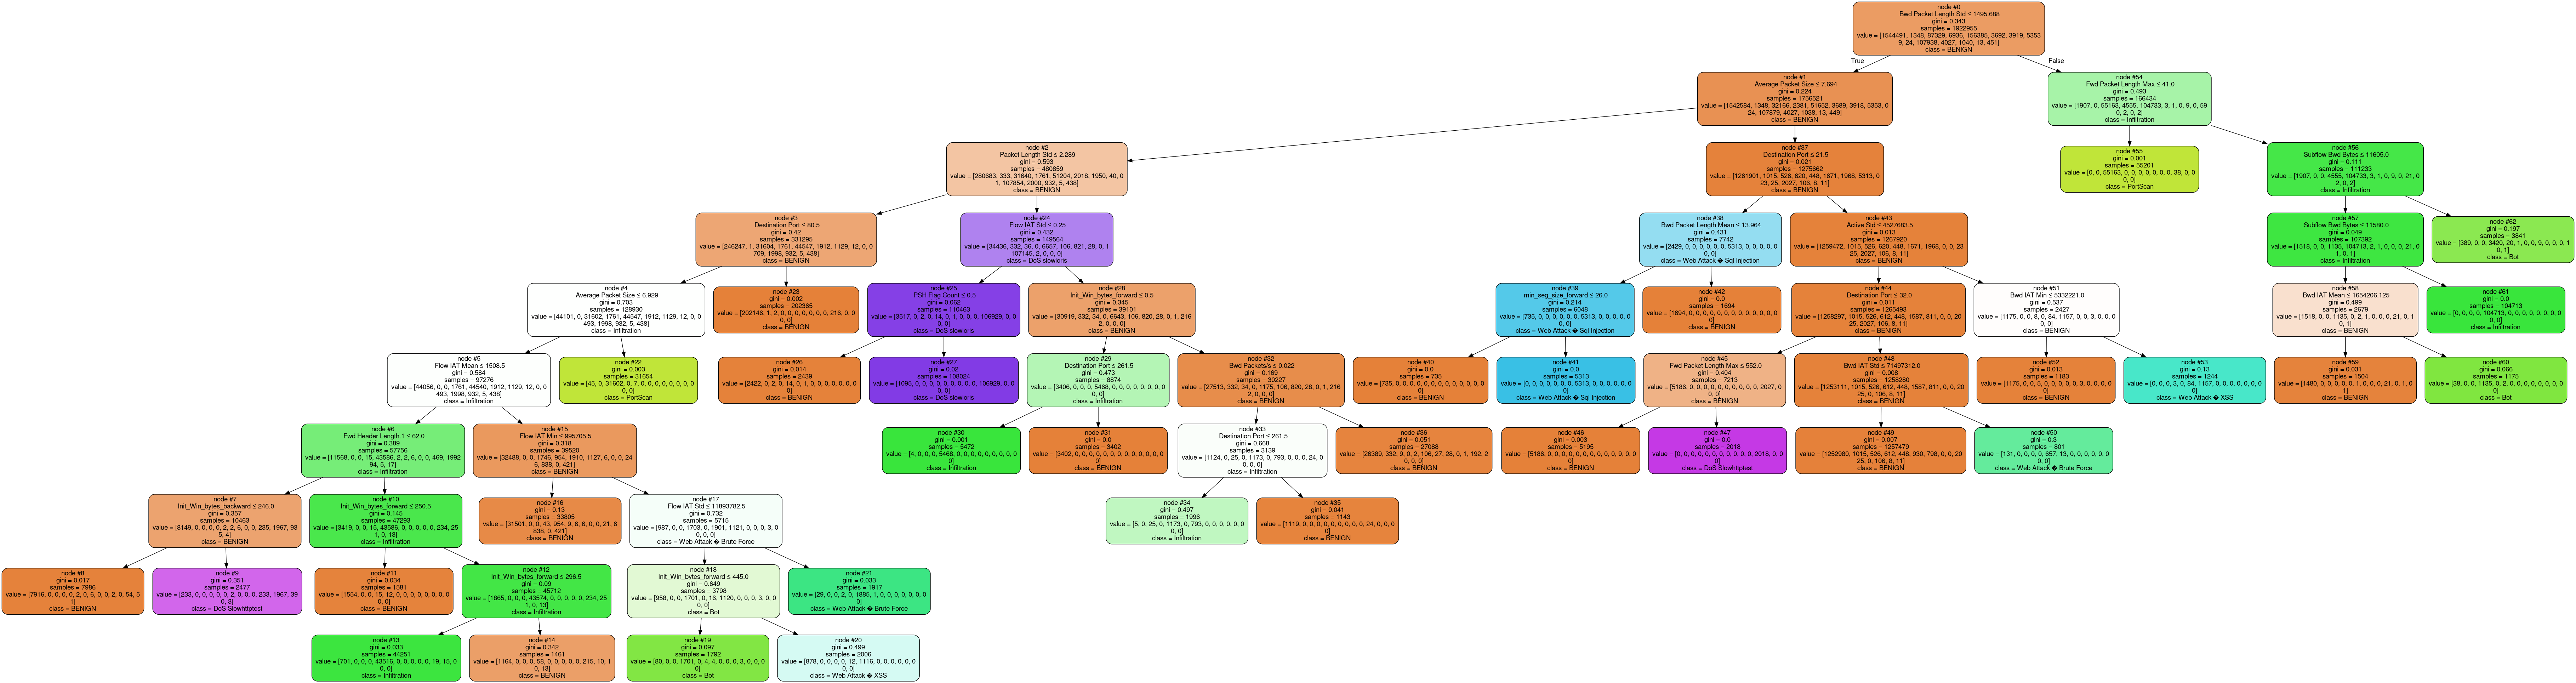 node #0
Bwd Packet Length Std ≤ 1495.688
gini = 0.343
samples = 1922955
value = [1544491, 1348, 87329, 6936, 156385, 3692, 3919, 5353
9, 24, 107938, 4027, 1040, 13, 451]
class = BENIGN
True
False
node #1
Average Packet Size ≤ 7.694
gini = 0.224
samples = 1756521
value = [1542584, 1348, 32166, 2381, 51652, 3689, 3918, 5353, 0
24, 107879, 4027, 1038, 13, 449]
class = BENIGN
node #54
Fwd Packet Length Max ≤ 41.0
gini = 0.493
samples = 166434
value = [1907, 0, 55163, 4555, 104733, 3, 1, 0, 9, 0, 59
0, 2, 0, 2]
class = Infiltration
node #2
Packet Length Std ≤ 2.289
gini = 0.593
samples = 480859
value = [280683, 333, 31640, 1761, 51204, 2018, 1950, 40, 0
1, 107854, 2000, 932, 5, 438]
class = BENIGN
node #37
Destination Port ≤ 21.5
gini = 0.021
samples = 1275662
value = [1261901, 1015, 526, 620, 448, 1671, 1968, 5313, 0
23, 25, 2027, 106, 8, 11]
class = BENIGN
node #55
gini = 0.001
samples = 55201
value = [0, 0, 55163, 0, 0, 0, 0, 0, 0, 0, 38, 0, 0
0, 0]
class = PortScan
node #56
Subflow Bwd Bytes ≤ 11605.0
gini = 0.111
samples = 111233
value = [1907, 0, 0, 4555, 104733, 3, 1, 0, 9, 0, 21, 0
2, 0, 2]
class = Infiltration
node #3
Destination Port ≤ 80.5
gini = 0.42
samples = 331295
value = [246247, 1, 31604, 1761, 44547, 1912, 1129, 12, 0, 0
709, 1998, 932, 5, 438]
class = BENIGN
node #24
Flow IAT Std ≤ 0.25
gini = 0.432
samples = 149564
value = [34436, 332, 36, 0, 6657, 106, 821, 28, 0, 1
107145, 2, 0, 0, 0]
class = DoS slowloris
node #38
Bwd Packet Length Mean ≤ 13.964
gini = 0.431
samples = 7742
value = [2429, 0, 0, 0, 0, 0, 0, 5313, 0, 0, 0, 0, 0
0, 0]
class = Web Attack � Sql Injection
node #43
Active Std ≤ 4527683.5
gini = 0.013
samples = 1267920
value = [1259472, 1015, 526, 620, 448, 1671, 1968, 0, 0, 23
25, 2027, 106, 8, 11]
class = BENIGN
node #57
Subflow Bwd Bytes ≤ 11580.0
gini = 0.049
samples = 107392
value = [1518, 0, 0, 1135, 104713, 2, 1, 0, 0, 0, 21, 0
1, 0, 1]
class = Infiltration
node #62
gini = 0.197
samples = 3841
value = [389, 0, 0, 3420, 20, 1, 0, 0, 9, 0, 0, 0, 1
0, 1]
class = Bot
node #4
Average Packet Size ≤ 6.929
gini = 0.703
samples = 128930
value = [44101, 0, 31602, 1761, 44547, 1912, 1129, 12, 0, 0
493, 1998, 932, 5, 438]
class = Infiltration
node #23
gini = 0.002
samples = 202365
value = [202146, 1, 2, 0, 0, 0, 0, 0, 0, 0, 216, 0, 0
0, 0]
class = BENIGN
node #25
PSH Flag Count ≤ 0.5
gini = 0.062
samples = 110463
value = [3517, 0, 2, 0, 14, 0, 1, 0, 0, 0, 106929, 0, 0
0, 0]
class = DoS slowloris
node #28
Init_Win_bytes_forward ≤ 0.5
gini = 0.345
samples = 39101
value = [30919, 332, 34, 0, 6643, 106, 820, 28, 0, 1, 216
2, 0, 0, 0]
class = BENIGN
node #39
min_seg_size_forward ≤ 26.0
gini = 0.214
samples = 6048
value = [735, 0, 0, 0, 0, 0, 0, 5313, 0, 0, 0, 0, 0
0, 0]
class = Web Attack � Sql Injection
node #42
gini = 0.0
samples = 1694
value = [1694, 0, 0, 0, 0, 0, 0, 0, 0, 0, 0, 0, 0
0, 0]
class = BENIGN
node #44
Destination Port ≤ 32.0
gini = 0.011
samples = 1265493
value = [1258297, 1015, 526, 612, 448, 1587, 811, 0, 0, 20
25, 2027, 106, 8, 11]
class = BENIGN
node #51
Bwd IAT Min ≤ 5332221.0
gini = 0.537
samples = 2427
value = [1175, 0, 0, 8, 0, 84, 1157, 0, 0, 3, 0, 0, 0
0, 0]
class = BENIGN
node #58
Bwd IAT Mean ≤ 1654206.125
gini = 0.499
samples = 2679
value = [1518, 0, 0, 1135, 0, 2, 1, 0, 0, 0, 21, 0, 1
0, 1]
class = BENIGN
node #61
gini = 0.0
samples = 104713
value = [0, 0, 0, 0, 104713, 0, 0, 0, 0, 0, 0, 0, 0
0, 0]
class = Infiltration
node #5
Flow IAT Mean ≤ 1508.5
gini = 0.584
samples = 97276
value = [44056, 0, 0, 1761, 44540, 1912, 1129, 12, 0, 0
493, 1998, 932, 5, 438]
class = Infiltration
node #22
gini = 0.003
samples = 31654
value = [45, 0, 31602, 0, 7, 0, 0, 0, 0, 0, 0, 0, 0
0, 0]
class = PortScan
node #26
gini = 0.014
samples = 2439
value = [2422, 0, 2, 0, 14, 0, 1, 0, 0, 0, 0, 0, 0, 0
0]
class = BENIGN
node #27
gini = 0.02
samples = 108024
value = [1095, 0, 0, 0, 0, 0, 0, 0, 0, 0, 106929, 0, 0
0, 0]
class = DoS slowloris
node #29
Destination Port ≤ 261.5
gini = 0.473
samples = 8874
value = [3406, 0, 0, 0, 5468, 0, 0, 0, 0, 0, 0, 0, 0
0, 0]
class = Infiltration
node #32
Bwd Packets/s ≤ 0.022
gini = 0.169
samples = 30227
value = [27513, 332, 34, 0, 1175, 106, 820, 28, 0, 1, 216
2, 0, 0, 0]
class = BENIGN
node #40
gini = 0.0
samples = 735
value = [735, 0, 0, 0, 0, 0, 0, 0, 0, 0, 0, 0, 0, 0
0]
class = BENIGN
node #41
gini = 0.0
samples = 5313
value = [0, 0, 0, 0, 0, 0, 0, 5313, 0, 0, 0, 0, 0, 0
0]
class = Web Attack � Sql Injection
node #45
Fwd Packet Length Max ≤ 552.0
gini = 0.404
samples = 7213
value = [5186, 0, 0, 0, 0, 0, 0, 0, 0, 0, 0, 2027, 0
0, 0]
class = BENIGN
node #48
Bwd IAT Std ≤ 71497312.0
gini = 0.008
samples = 1258280
value = [1253111, 1015, 526, 612, 448, 1587, 811, 0, 0, 20
25, 0, 106, 8, 11]
class = BENIGN
node #52
gini = 0.013
samples = 1183
value = [1175, 0, 0, 5, 0, 0, 0, 0, 0, 3, 0, 0, 0, 0
0]
class = BENIGN
node #53
gini = 0.13
samples = 1244
value = [0, 0, 0, 3, 0, 84, 1157, 0, 0, 0, 0, 0, 0, 0
0]
class = Web Attack � XSS
node #59
gini = 0.031
samples = 1504
value = [1480, 0, 0, 0, 0, 1, 0, 0, 0, 0, 21, 0, 1, 0
1]
class = BENIGN
node #60
gini = 0.066
samples = 1175
value = [38, 0, 0, 1135, 0, 2, 0, 0, 0, 0, 0, 0, 0, 0
0]
class = Bot
node #6
Fwd Header Length.1 ≤ 62.0
gini = 0.389
samples = 57756
value = [11568, 0, 0, 15, 43586, 2, 2, 6, 0, 0, 469, 1992
94, 5, 17]
class = Infiltration
node #15
Flow IAT Min ≤ 995705.5
gini = 0.318
samples = 39520
value = [32488, 0, 0, 1746, 954, 1910, 1127, 6, 0, 0, 24
6, 838, 0, 421]
class = BENIGN
node #30
gini = 0.001
samples = 5472
value = [4, 0, 0, 0, 5468, 0, 0, 0, 0, 0, 0, 0, 0, 0
0]
class = Infiltration
node #31
gini = 0.0
samples = 3402
value = [3402, 0, 0, 0, 0, 0, 0, 0, 0, 0, 0, 0, 0
0, 0]
class = BENIGN
node #33
Destination Port ≤ 261.5
gini = 0.668
samples = 3139
value = [1124, 0, 25, 0, 1173, 0, 793, 0, 0, 0, 24, 0
0, 0, 0]
class = Infiltration
node #36
gini = 0.051
samples = 27088
value = [26389, 332, 9, 0, 2, 106, 27, 28, 0, 1, 192, 2
0, 0, 0]
class = BENIGN
node #46
gini = 0.003
samples = 5195
value = [5186, 0, 0, 0, 0, 0, 0, 0, 0, 0, 0, 9, 0, 0
0]
class = BENIGN
node #47
gini = 0.0
samples = 2018
value = [0, 0, 0, 0, 0, 0, 0, 0, 0, 0, 0, 2018, 0, 0
0]
class = DoS Slowhttptest
node #49
gini = 0.007
samples = 1257479
value = [1252980, 1015, 526, 612, 448, 930, 798, 0, 0, 20
25, 0, 106, 8, 11]
class = BENIGN
node #50
gini = 0.3
samples = 801
value = [131, 0, 0, 0, 0, 657, 13, 0, 0, 0, 0, 0, 0
0, 0]
class = Web Attack � Brute Force
node #7
Init_Win_bytes_backward ≤ 246.0
gini = 0.357
samples = 10463
value = [8149, 0, 0, 0, 0, 2, 2, 6, 0, 0, 235, 1967, 93
5, 4]
class = BENIGN
node #10
Init_Win_bytes_forward ≤ 250.5
gini = 0.145
samples = 47293
value = [3419, 0, 0, 15, 43586, 0, 0, 0, 0, 0, 234, 25
1, 0, 13]
class = Infiltration
node #16
gini = 0.13
samples = 33805
value = [31501, 0, 0, 43, 954, 9, 6, 6, 0, 0, 21, 6
838, 0, 421]
class = BENIGN
node #17
Flow IAT Std ≤ 11893782.5
gini = 0.732
samples = 5715
value = [987, 0, 0, 1703, 0, 1901, 1121, 0, 0, 0, 3, 0
0, 0, 0]
class = Web Attack � Brute Force
node #34
gini = 0.497
samples = 1996
value = [5, 0, 25, 0, 1173, 0, 793, 0, 0, 0, 0, 0, 0
0, 0]
class = Infiltration
node #35
gini = 0.041
samples = 1143
value = [1119, 0, 0, 0, 0, 0, 0, 0, 0, 0, 24, 0, 0, 0
0]
class = BENIGN
node #8
gini = 0.017
samples = 7986
value = [7916, 0, 0, 0, 0, 2, 0, 6, 0, 0, 2, 0, 54, 5
1]
class = BENIGN
node #9
gini = 0.351
samples = 2477
value = [233, 0, 0, 0, 0, 0, 2, 0, 0, 0, 233, 1967, 39
0, 3]
class = DoS Slowhttptest
node #11
gini = 0.034
samples = 1581
value = [1554, 0, 0, 15, 12, 0, 0, 0, 0, 0, 0, 0, 0
0, 0]
class = BENIGN
node #12
Init_Win_bytes_forward ≤ 296.5
gini = 0.09
samples = 45712
value = [1865, 0, 0, 0, 43574, 0, 0, 0, 0, 0, 234, 25
1, 0, 13]
class = Infiltration
node #18
Init_Win_bytes_forward ≤ 445.0
gini = 0.649
samples = 3798
value = [958, 0, 0, 1701, 0, 16, 1120, 0, 0, 0, 3, 0, 0
0, 0]
class = Bot
node #21
gini = 0.033
samples = 1917
value = [29, 0, 0, 2, 0, 1885, 1, 0, 0, 0, 0, 0, 0, 0
0]
class = Web Attack � Brute Force
node #13
gini = 0.033
samples = 44251
value = [701, 0, 0, 0, 43516, 0, 0, 0, 0, 0, 19, 15, 0
0, 0]
class = Infiltration
node #14
gini = 0.342
samples = 1461
value = [1164, 0, 0, 0, 58, 0, 0, 0, 0, 0, 215, 10, 1
0, 13]
class = BENIGN
node #19
gini = 0.097
samples = 1792
value = [80, 0, 0, 1701, 0, 4, 4, 0, 0, 0, 3, 0, 0, 0
0]
class = Bot
node #20
gini = 0.499
samples = 2006
value = [878, 0, 0, 0, 0, 12, 1116, 0, 0, 0, 0, 0, 0
0, 0]
class = Web Attack � XSS